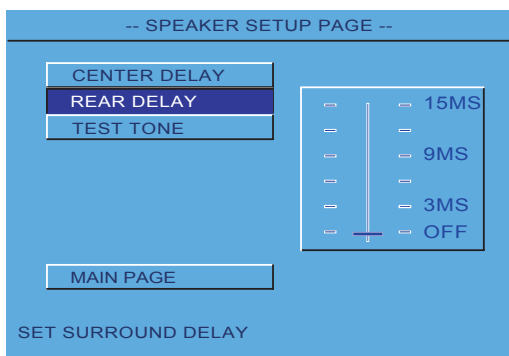 -- SPEAKER SETUP PAGE --
CENTER DELAY
REAR DELAY
TEST TONE
15MS
9MS
3MS
OFF
MAIN PAGE
SET SURROUND DELAY